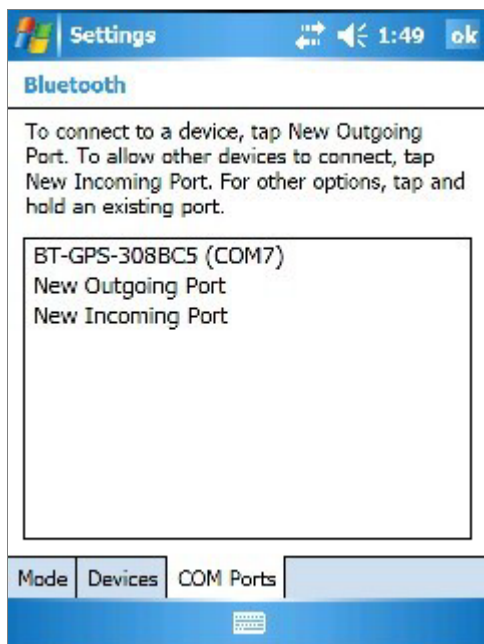 Settings 1:49 ok
Bluetooth
To connect to a device, tap New Outgoing
Port. To allow other devices to connect, tap
New Incoming Port. For other options, tap and
hold an existing port.
BT-GPS-308BC5 (COM7)
New Outgoing Port
New Incoming Port
Mode Devices COM Ports